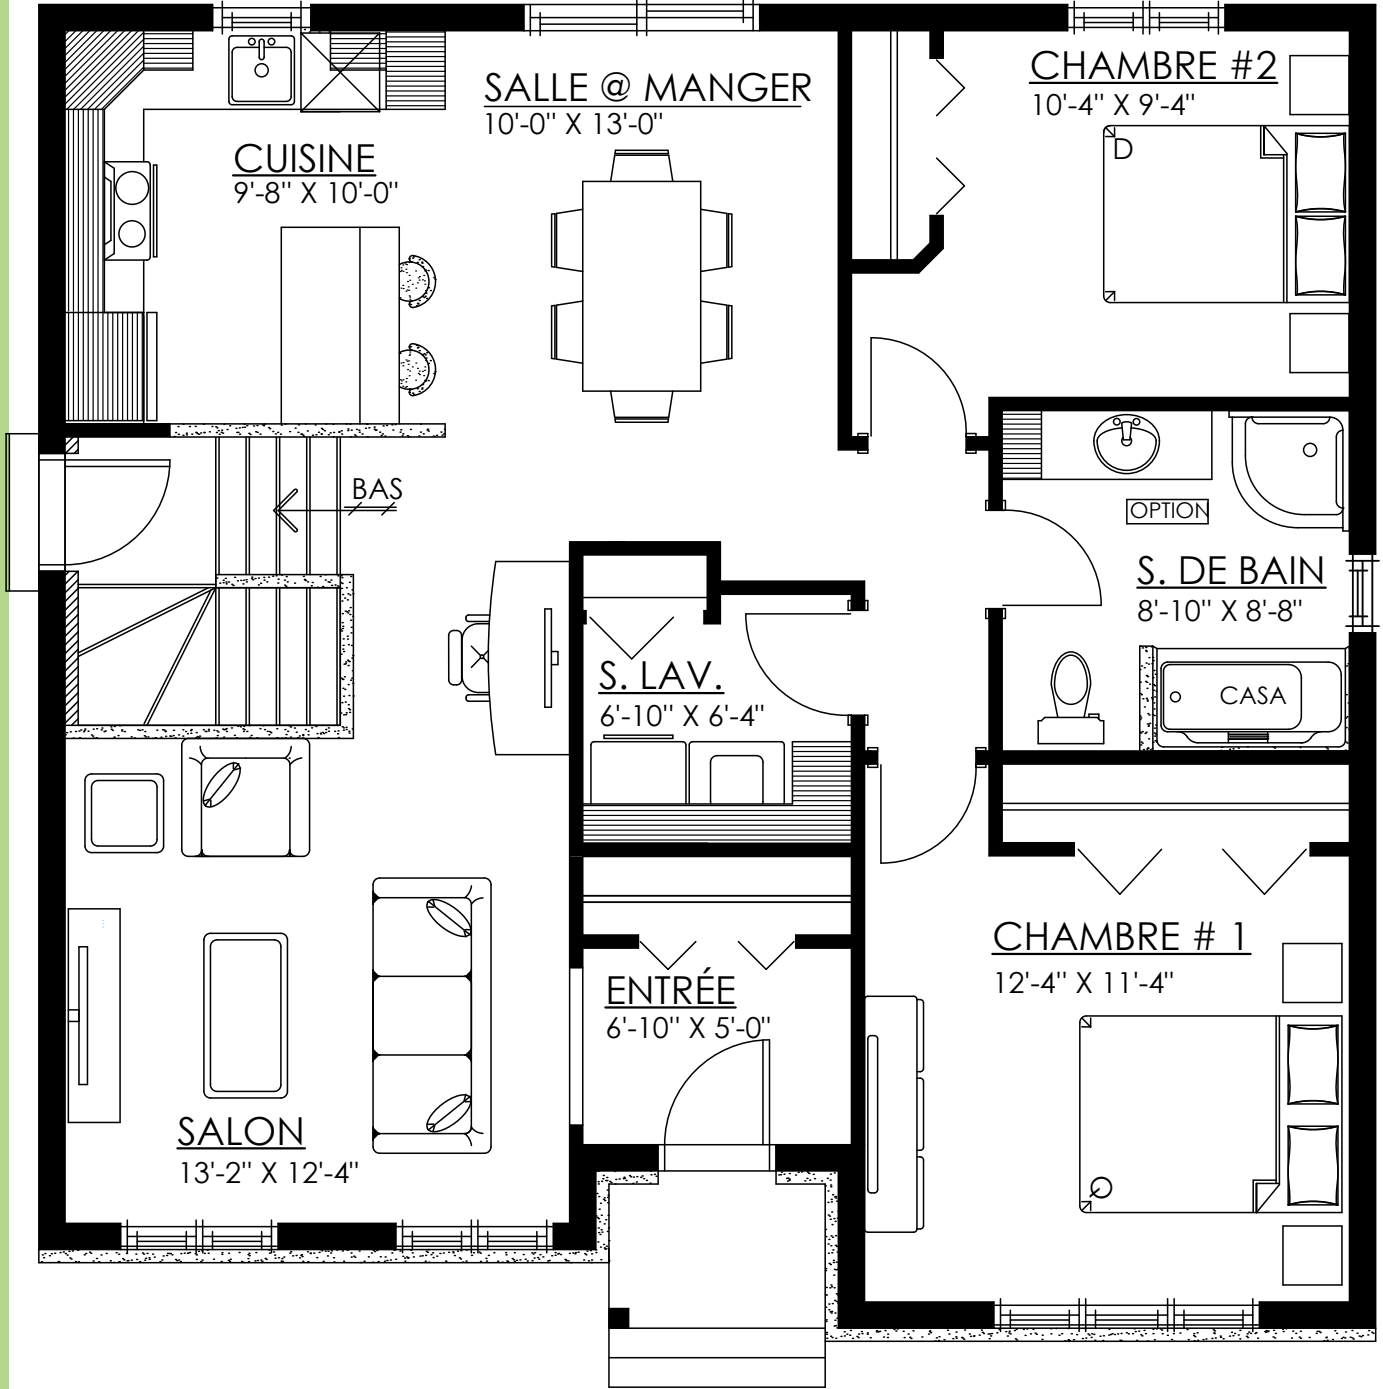 CHAMBRE #2
10'-4" X 9'-4"
D
SALLE @ MANGER
10'-0" X 13'-0"
CUISINE
9'-8" X 10'-0"
BAS
OPTION
S. DE BAIN
8'-10" X 8'-8"
CASA
S. LAV.
6'-10" X 6'-4"
CHAMBRE # 1
12'-4" X 11'-4"
ENTRÉE
6'-10" X 5'-0"
SALON
13'-2" X 12'-4"
Q